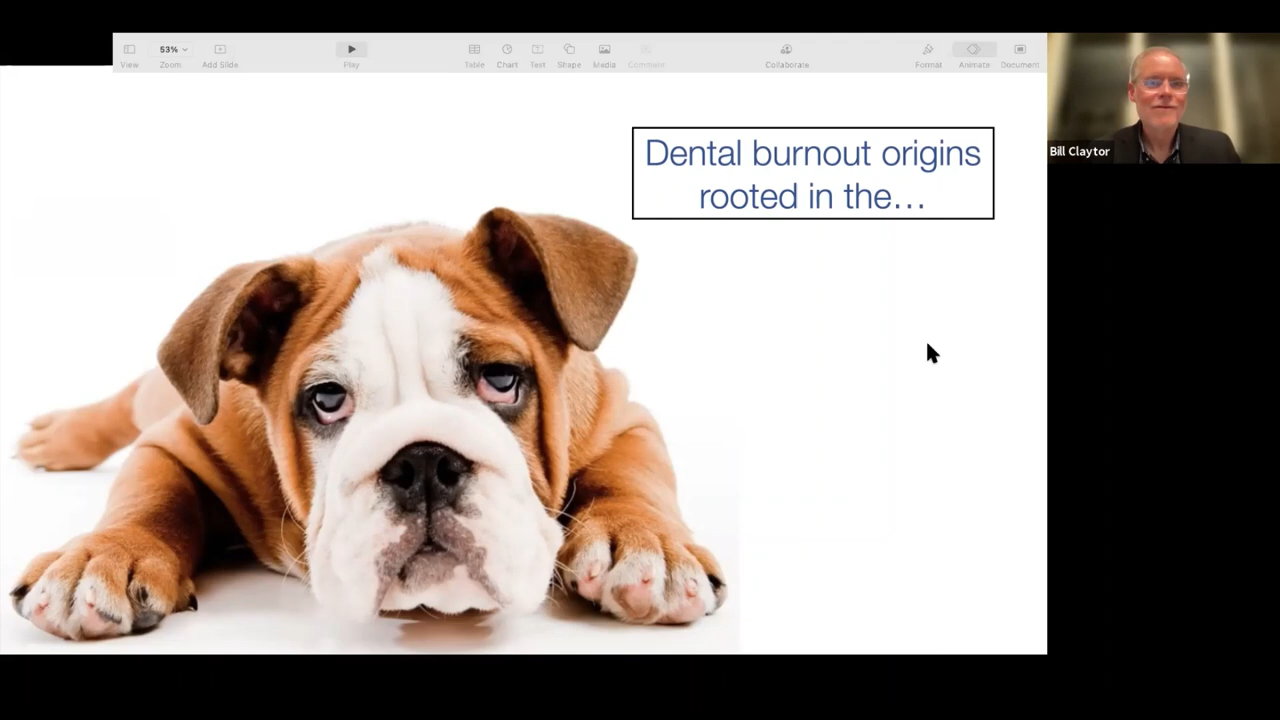 53%
View
Zoom
Add Slide
Play
Table
Chart
Text
Shape
Media
Comment
Collaborate
Format
Animate
Document
Dental burnout origins
rooted in the…
Bill Claytor